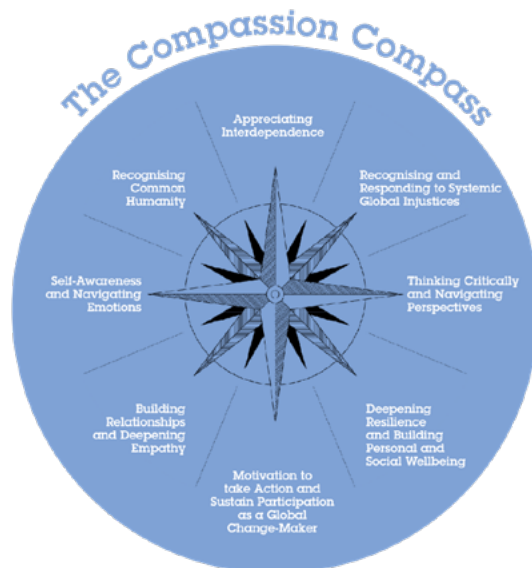 The Compassion Compass
Appreciating
Interdependence
Recognising
Common
Humanity
Recognising and
Responding to Systemic
Global Injustices
Self-Awareness
and Navigating
Emotions
Thinking Critically
and Navigating
Perspectives
Building
Relationships
and Deepening
Empathy
Deepening
Resilience
and Building
Personal and
Social Wellbeing
Motivation to
take Action and
Sustain Participation
as a Global
Change-Maker